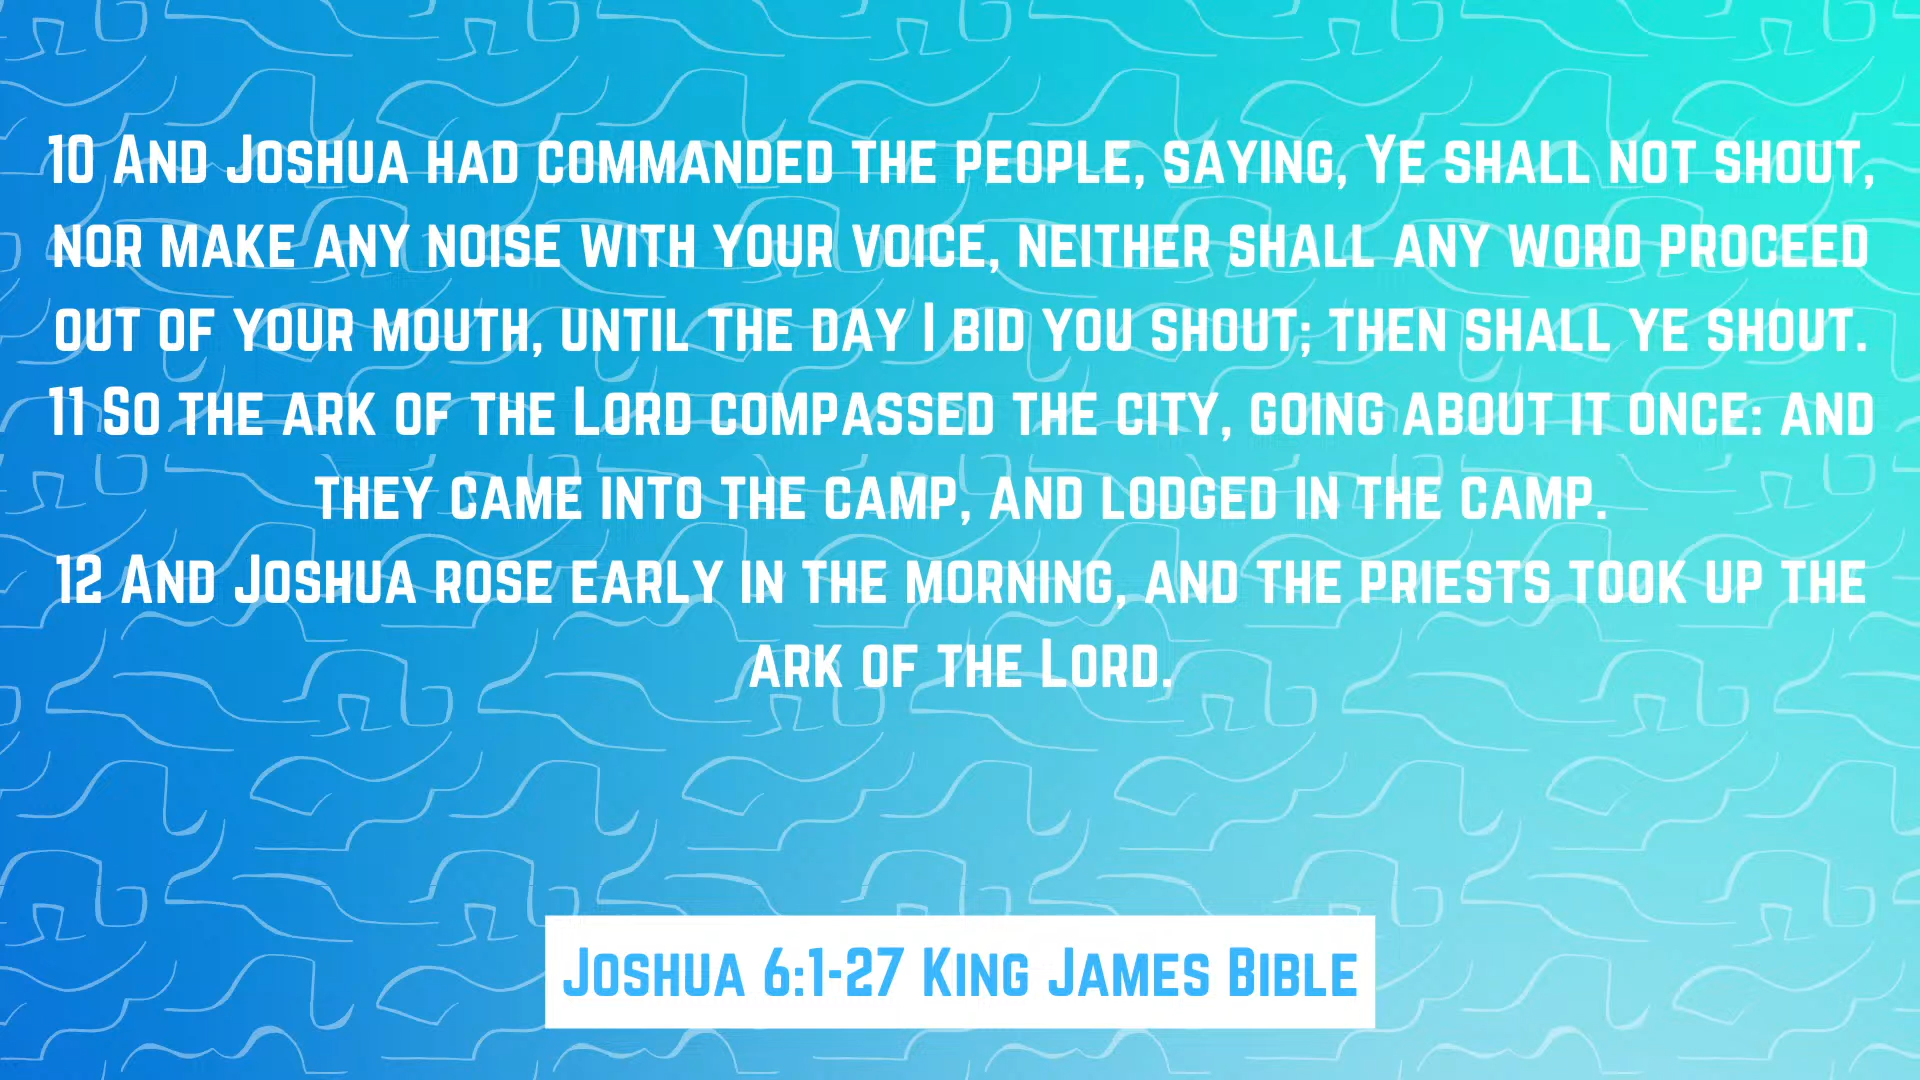 10 And Joshua had commanded the people, saying, Ye shall not shout,
nor make any noise with your voice, neither shall any word proceed
out of your mouth, until the day I bid you shout; then shall ye shout.
11 So the ark of the Lord compassed the city, going about it once: and
they came into the camp, and lodged in the camp.
12 And Joshua rose early in the morning, and the priests took up the
ark of the Lord.
Joshua 6:1-27 King James Bible